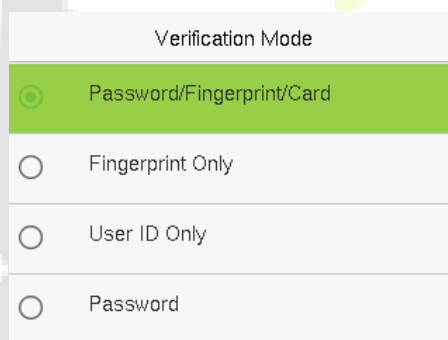 Verification Mode
Password/Fingerprint/Card
Fingerprint Only
User ID Only
Password